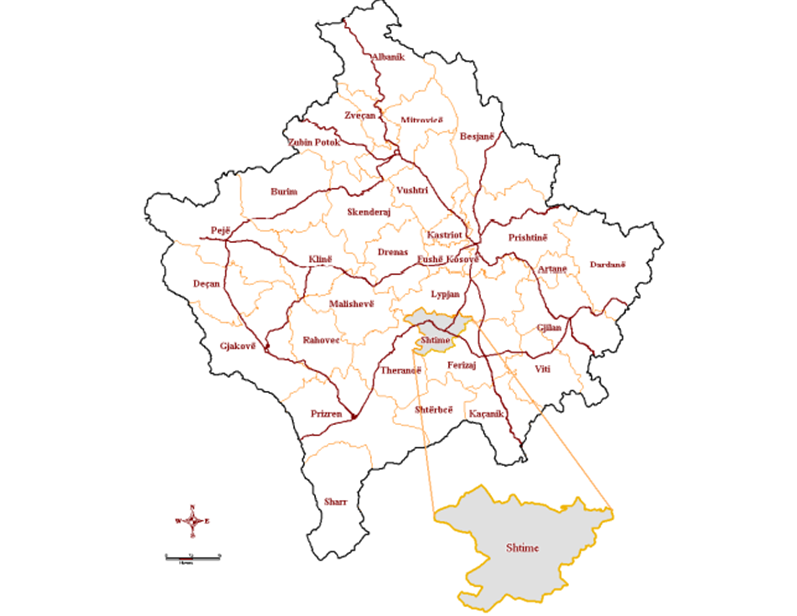 Albanik
Zveçan
Mitrovicë
Zubin Potok
Besjanë
Burim
Vushtri
Skenderaj
Pejë
Kastriot
Prishtinë
Klinë
Drenas
Fushë Kosovë
Artanë
Dardanë
Deçan
Malishevë
Lypjan
Gjakovë
Rahovec
Shtime
Gjilan
Therandë
Ferizaj
Viti
Prizren
Shtërbcë
Kaçanik
Sharr
N
W
E
S
Shtime